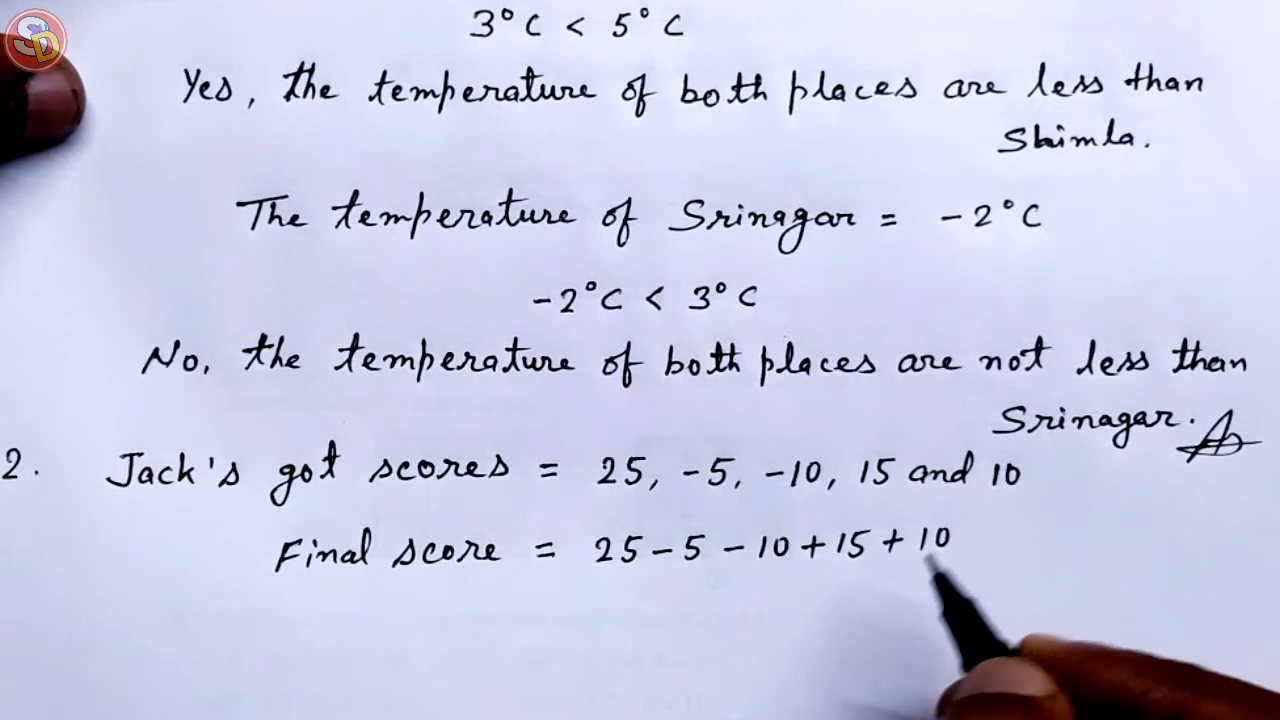 3°C < 5°C
Yes, the temperature of both places are less than
Shimla.
The temperature of Srinagar = -2°C
-2°C < 3°C
No, the temperature of both places are not less than
Srinagar.
2. Jack's got scores = 25, -5, -10, 15 and 10
Final score = 25 - 5 - 10 + 15 + 10